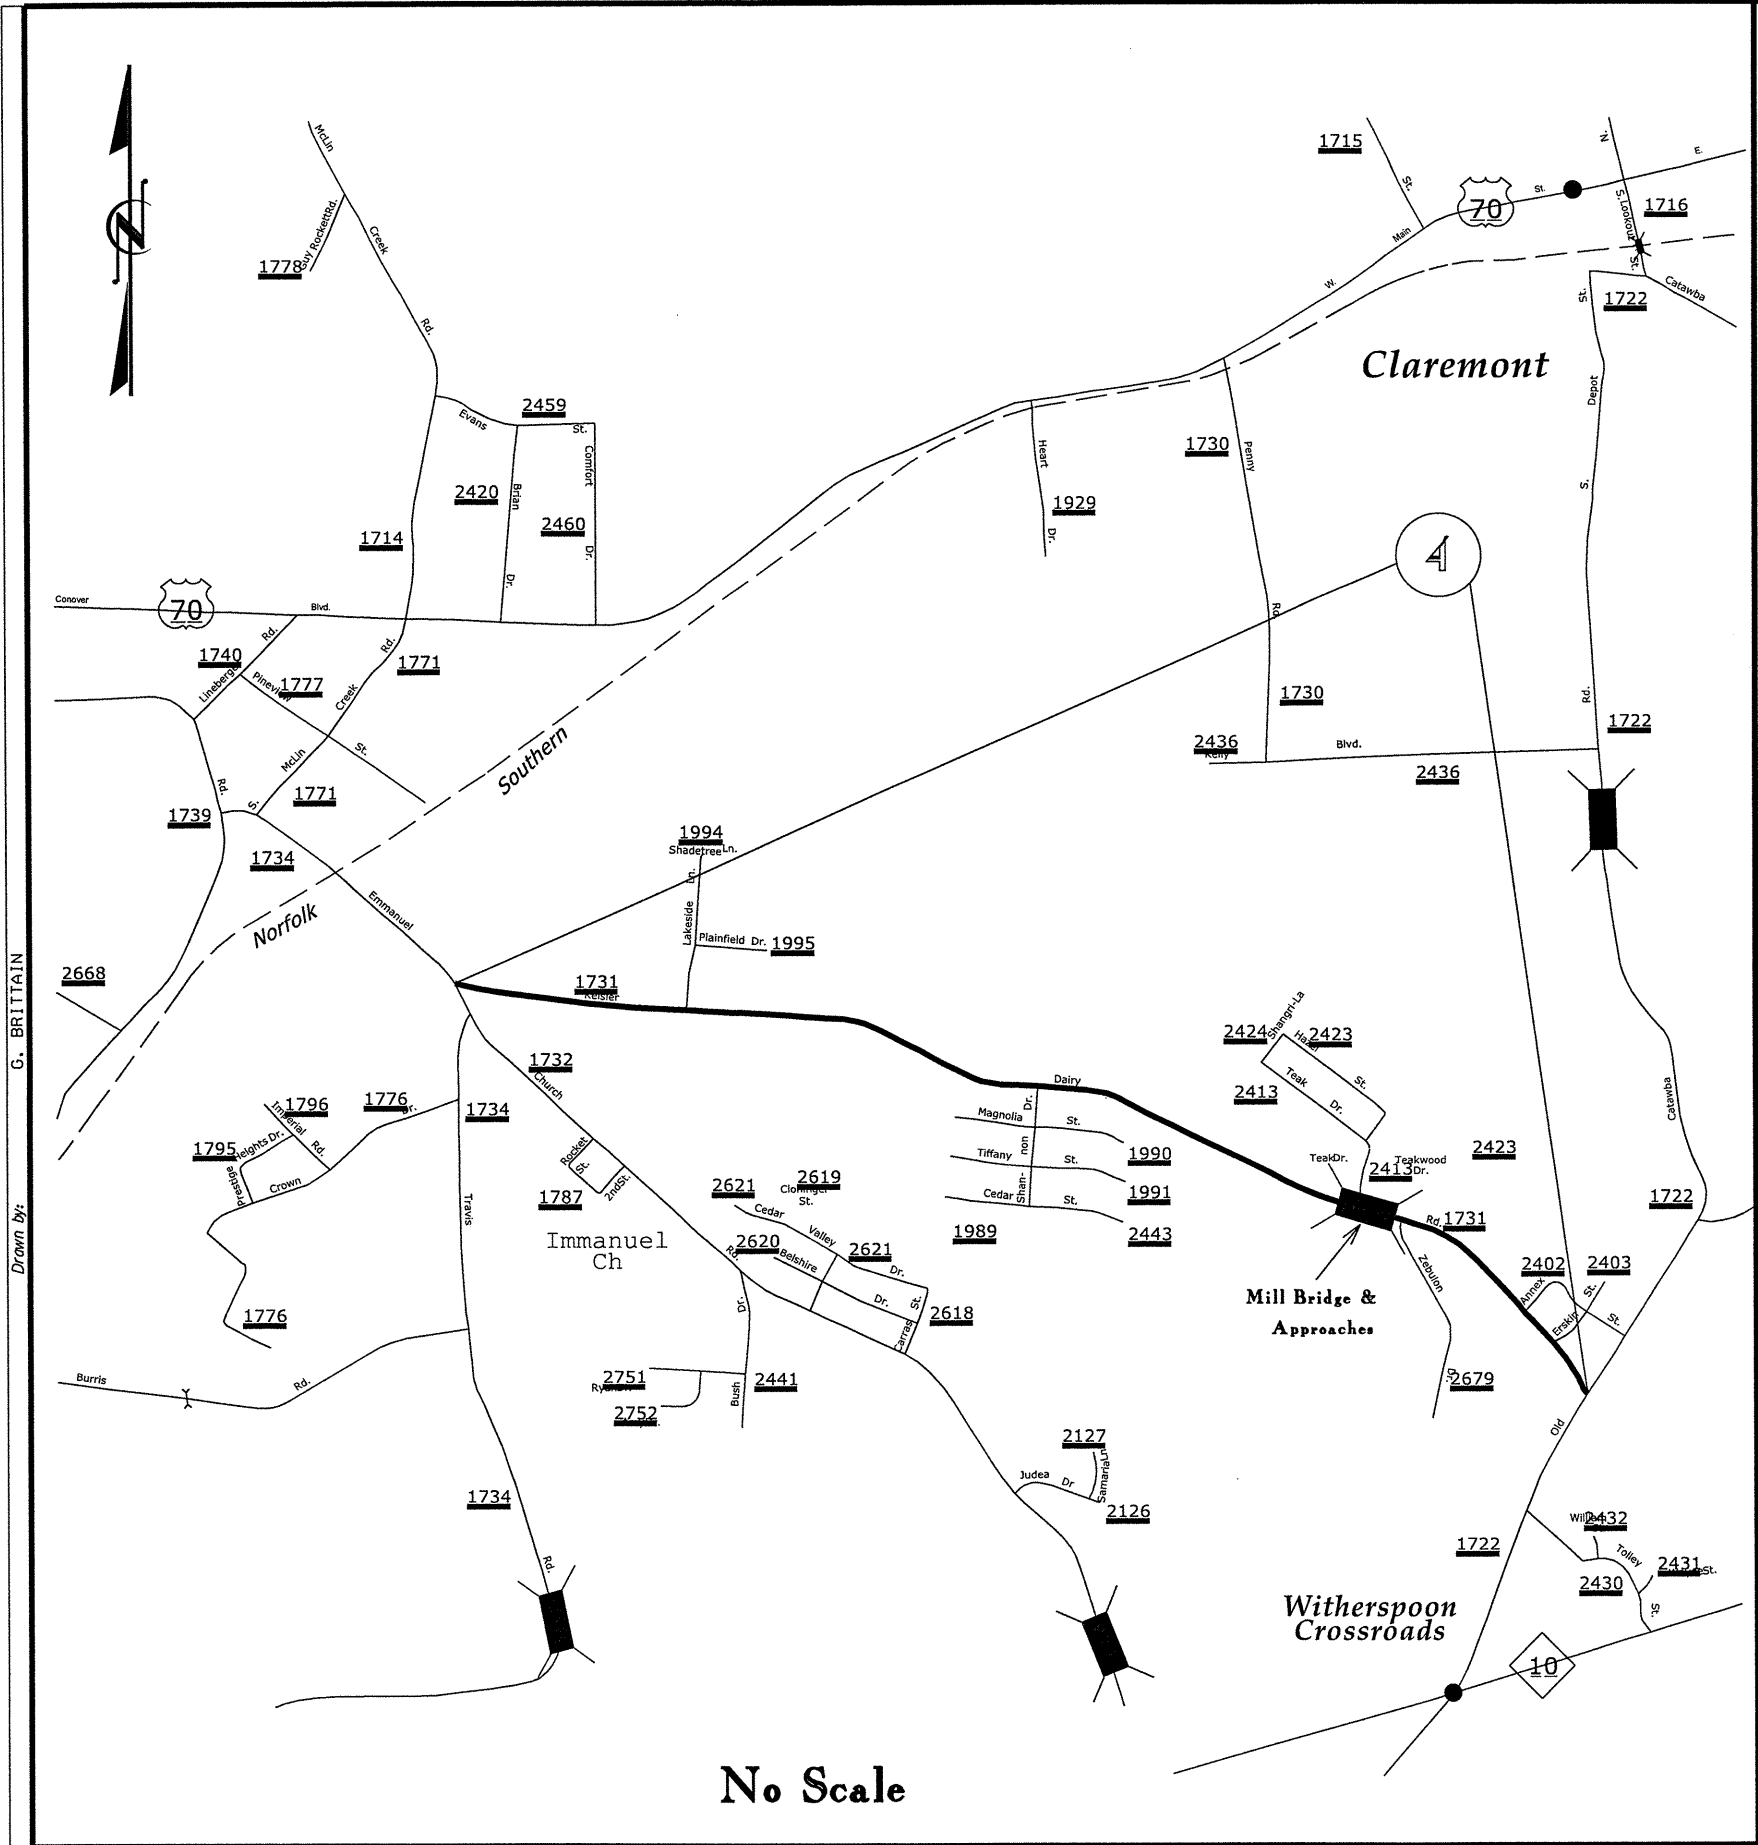 McLin
Creek
Rd.
Guy Rockett Rd.
1778
1715
St.
70
St.
N.
E.
S. Lookout St.
1716
Main
W.
Catawba
1722
St.
Claremont
Depot
S.
Rd.
Evans
2459
St.
Comfort
Dr.
2420
Brian
Dr.
2460
1714
Heart
Dr.
1929
1730
Penny
Rd.
4
Conover
70
Blvd.
Rd.
1740
Lineberger
Pineview
1777
St.
Rd.
Creek
McLin
S.
1771
1771
1730
1722
2436
Kelly
Blvd.
2436
Rd.
1739
1734
Norfolk
Southern
Emmanuel
1994
Shadetree Ln.
Ln.
Lakeside
Plainfield Dr.
1995
2668
1731
Keisler
Dairy
Rd.
1731
1732
Church
Rd.
1796
Imperial
Rd.
1776
Dr.
1734
1795
Heights Dr.
Prestige
Crown
1776
Rocket
St.
2nd St.
1787
Immanuel
Ch
Travis
Magnolia
St.
Dr.
1990
Tiffany
St.
Shan-
non
1991
Cedar
St.
1989
2443
2424
Shangri-La
Hazel
2423
St.
2413
Teak
Dr.
Teak Dr.
2413
Teakwood
Dr.
2423
Catawba
1722
2621
2619
Cloninger
St.
Cedar
Valley
Dr.
2620
Belshire
Dr.
2621
2618
Carras
St.
Mill Bridge &
Approaches
Zebulon
Dr.
2679
2402
Annex
2403
Erskin
St.
St.
Burris
Rd.
2751
2752
Bush
Dr.
2441
2127
Judea
Dr
Samaria Ln
2126
Old
1734
Rd.
1722
2432
Tolley
St.
2431
St.
2430
Witherspoon
Crossroads
10
No Scale
G. BRITTAIN
Drawn by: